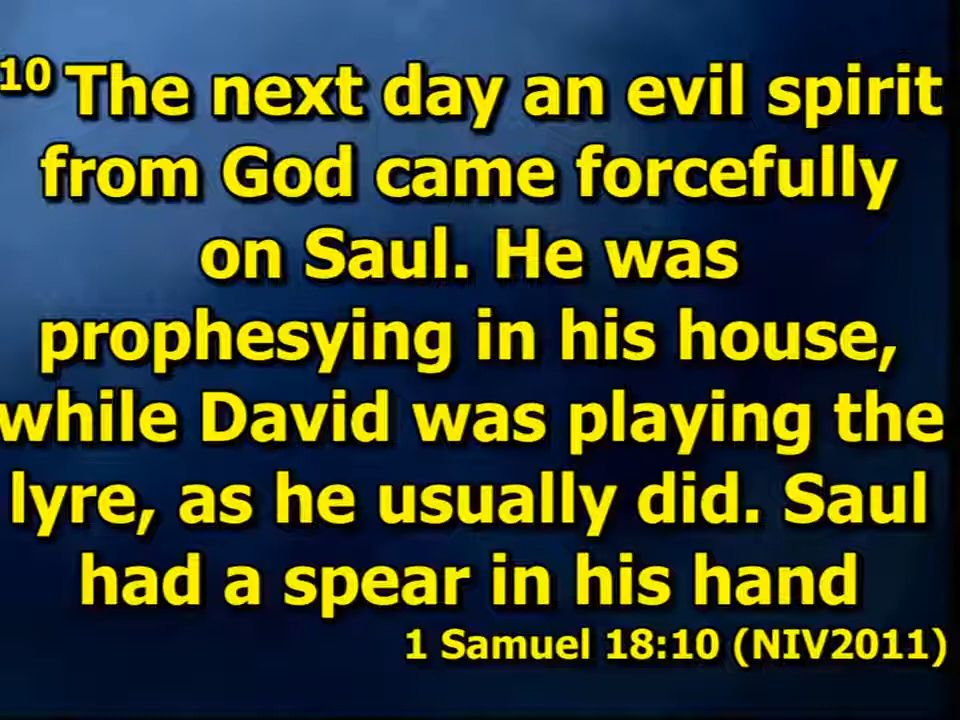 10 The next day an evil spirit
from God came forcefully
on Saul. He was
prophesying in his house,
while David was playing the
lyre, as he usually did. Saul
had a spear in his hand
1 Samuel 18:10 (NIV2011)